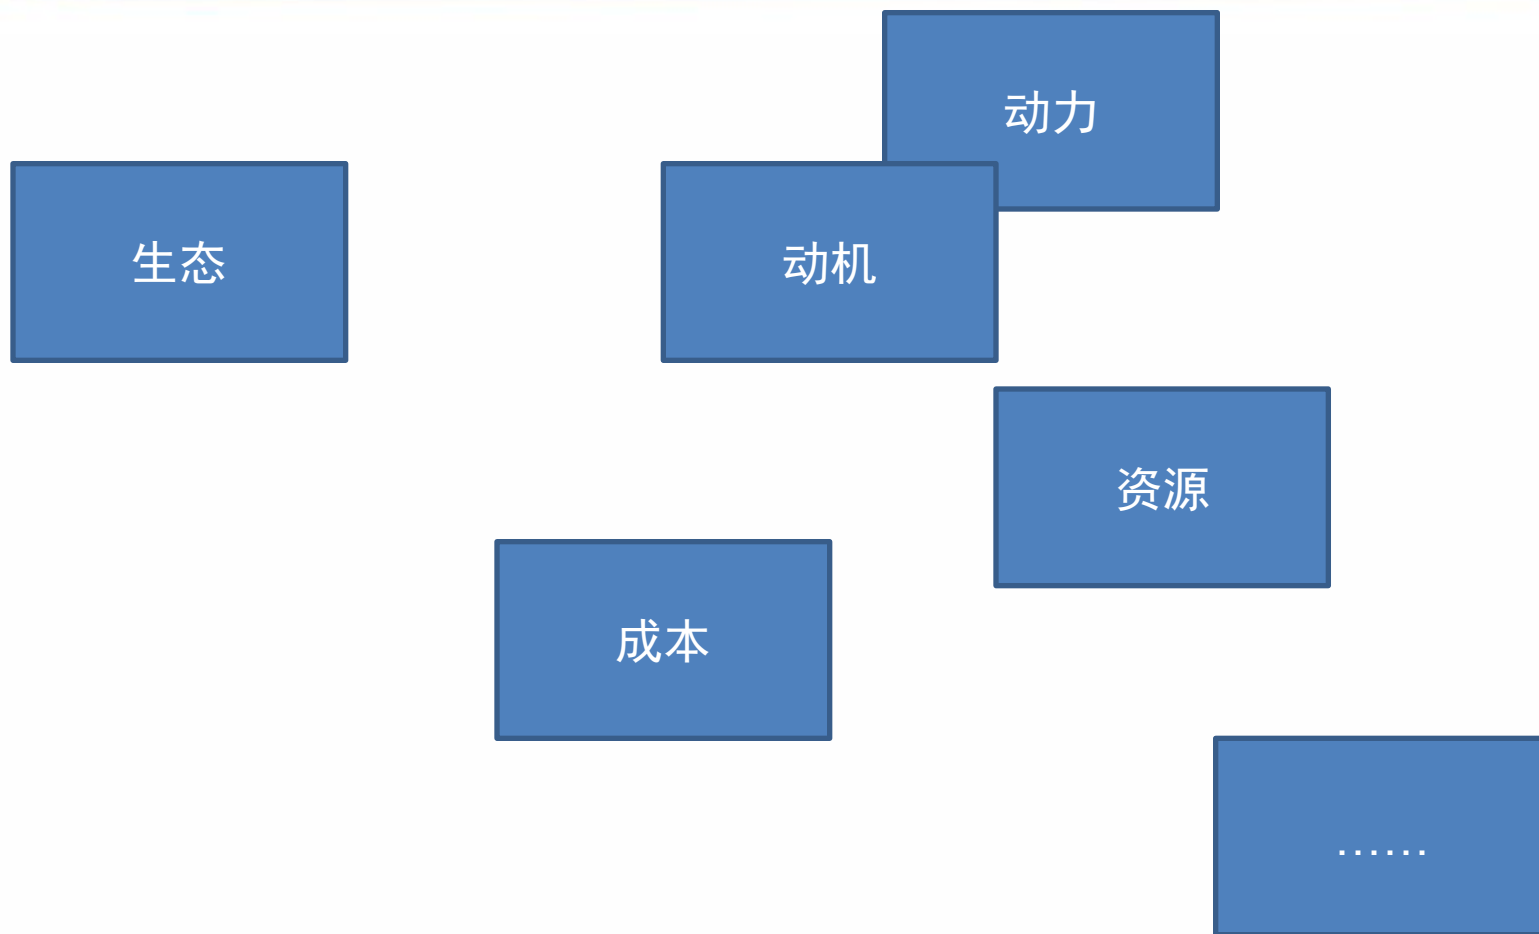 动力
生态
动机
资源
成本
......